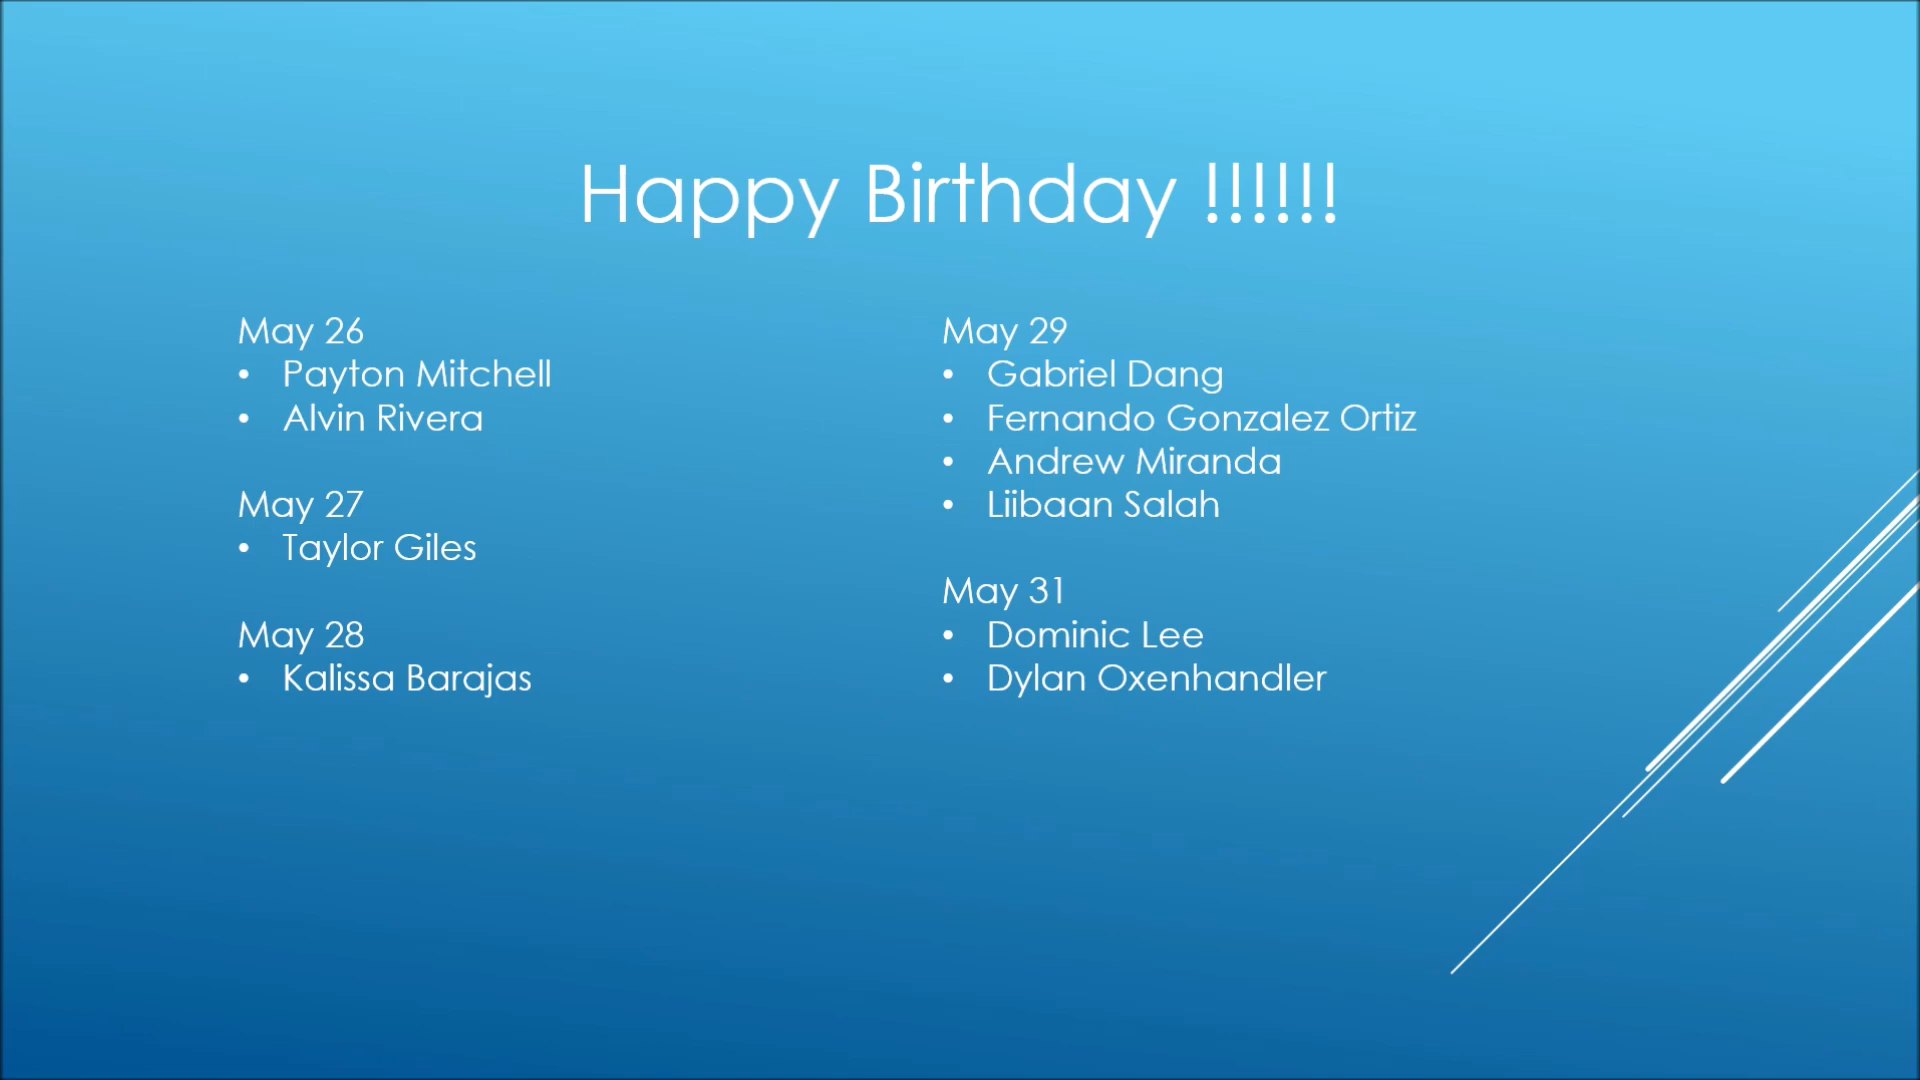 Happy Birthday !!!!!!
May 26
• Payton Mitchell
• Alvin Rivera
May 27
• Taylor Giles
May 28
• Kalissa Barajas
May 29
• Gabriel Dang
• Fernando Gonzalez Ortiz
• Andrew Miranda
• Liibaan Salah
May 31
• Dominic Lee
• Dylan Oxenhandler